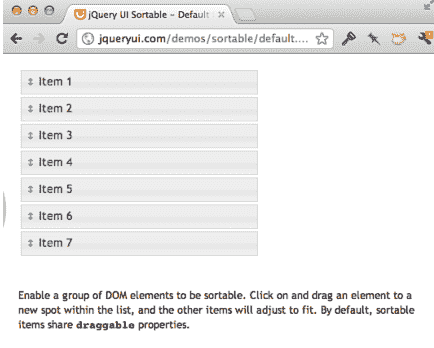 jQuery UI Sortable - Default
jqueryui.com/demos/sortable/default....
Item 1
Item 2
Item 3
Item 4
Item 5
Item 6
Item 7
Enable a group of DOM elements to be sortable. Click on and drag an element to a
new spot within the list, and the other items will adjust to fit. By default, sortable
items share draggable properties.